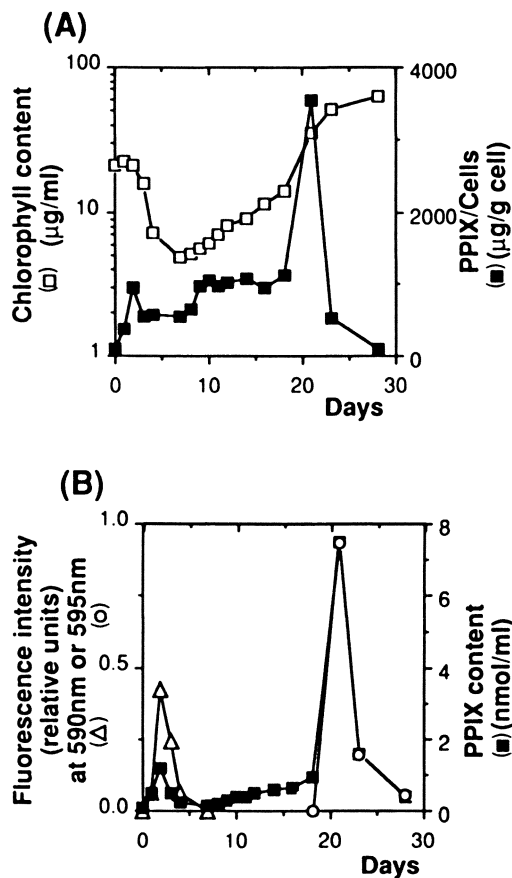 (A)
100
10
1
4000
2000
0
0
10
20
30
Days
Chlorophyll content
(□) (µg/ml)
PPIX/Cells
(■) (µg/g cell)
(B)
1.0
0.5
0.0
8
6
4
2
0
0
10
20
30
Days
Fluorescence intensity
(relative units)
at 590nm or 595nm
(△) (○)
PPIX content
(■) (nmol/ml)